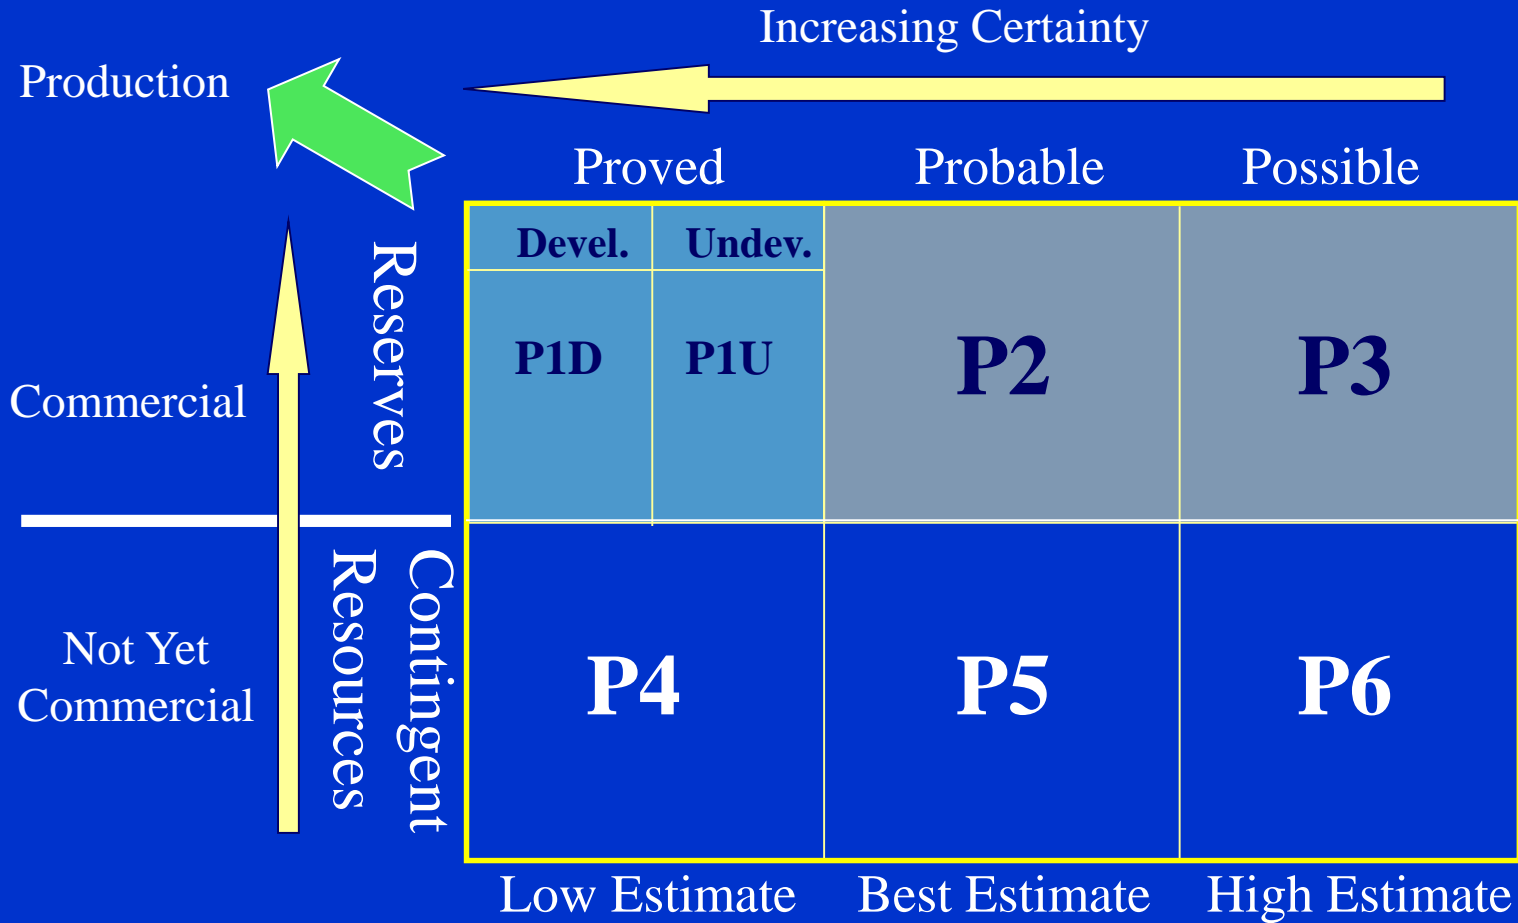 Increasing Certainty
Production
Proved
Probable
Possible
Devel.
Undev.
Reserves
P1D
P1U
P2
P3
Commercial
Contingent
Resources
Not Yet
Commercial
P4
P5
P6
Low Estimate
Best Estimate
High Estimate